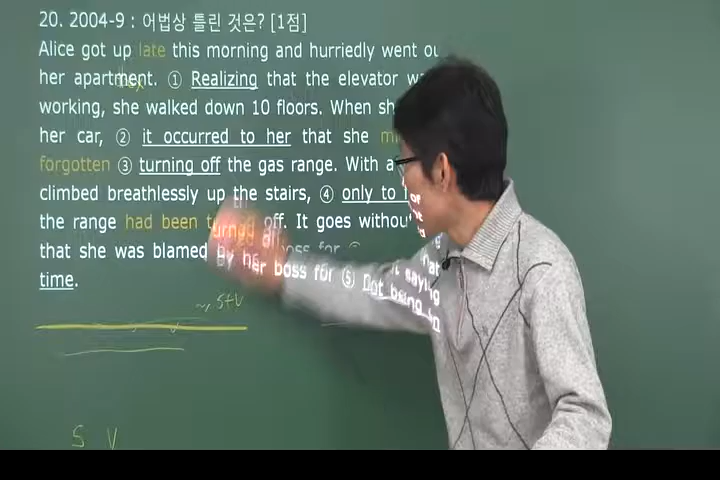 20. 2004-9 : 어법상 틀린 것은? [1점]
Alice got up late this morning and hurriedly went
her apartment. ① Realizing that the elevator
working, she walked down 10 floors. When
her car, ② it occurred to her that she
forgotten ③ turning off the gas range. With a
climbed breathlessly up the stairs, ④ only to
the range had been turned off. It goes without saying
that she was blamed by her boss for ⑤ not being
time.
~, S+V
S V